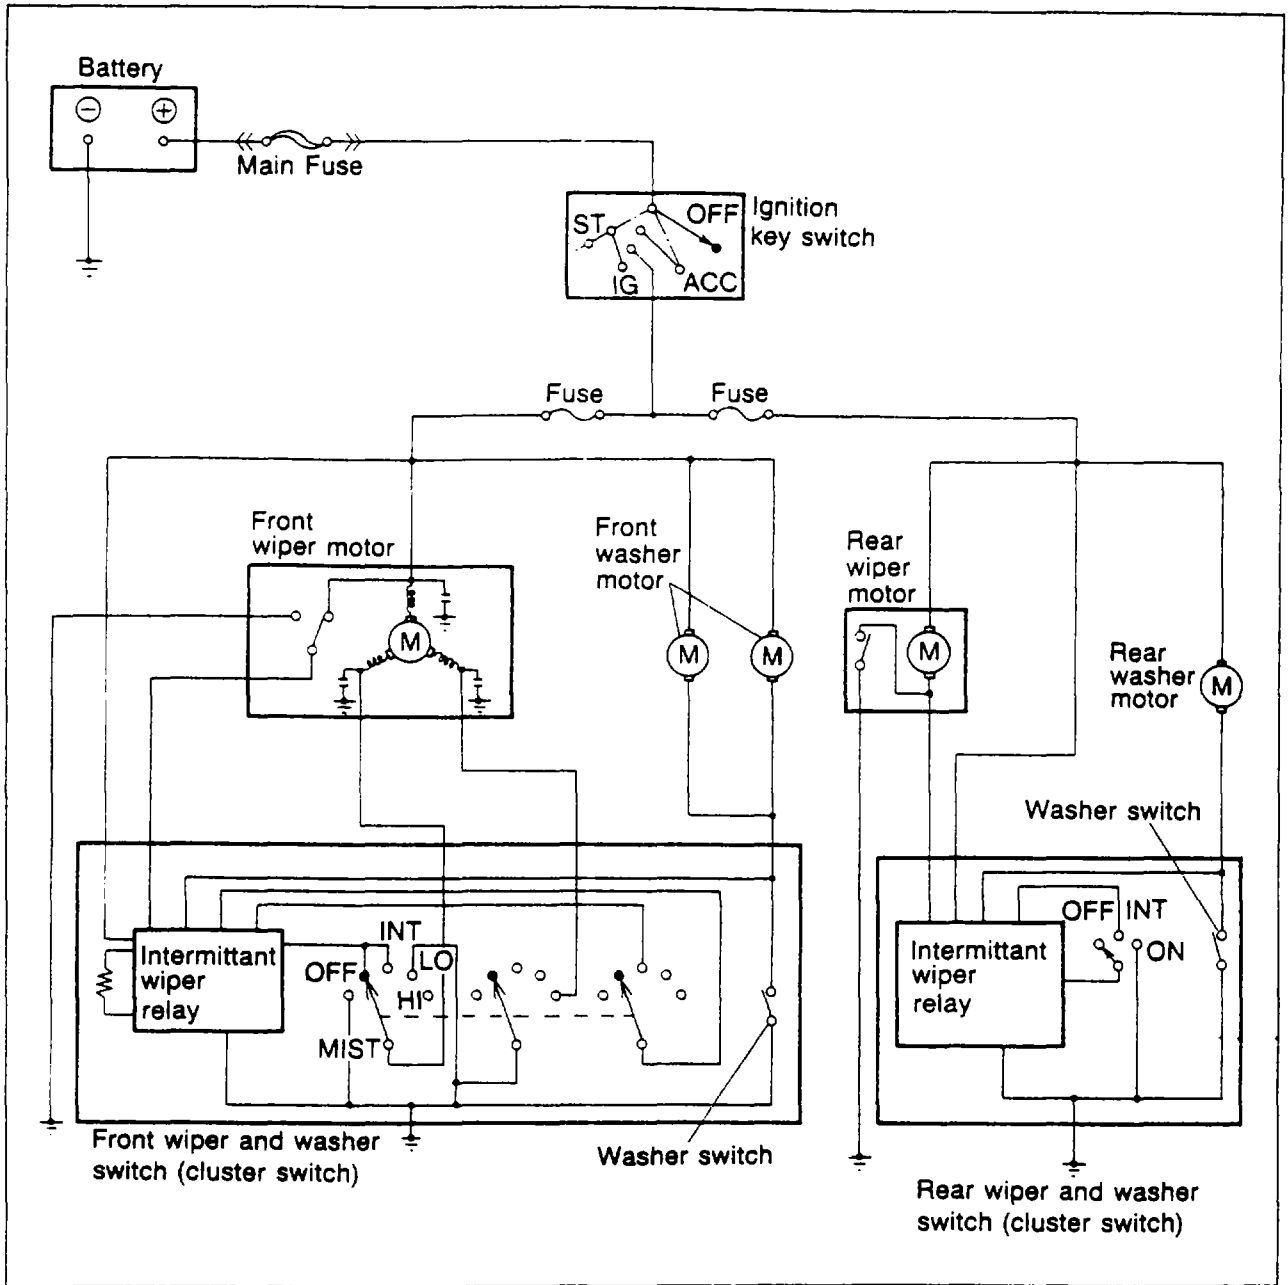 Battery
⊖ ⊕
Main Fuse
ST
OFF
IG
ACC
Ignition
key switch
Fuse
Fuse
Front
wiper motor
M
Front
washer
motor
M
M
Rear
wiper
motor
M
Rear
washer
motor
M
Washer switch
Intermittant
wiper
relay
INT
OFF
LO
HI
MIST
Intermittant
wiper
relay
OFF INT
ON
Front wiper and washer
switch (cluster switch)
Washer switch
Rear wiper and washer
switch (cluster switch)